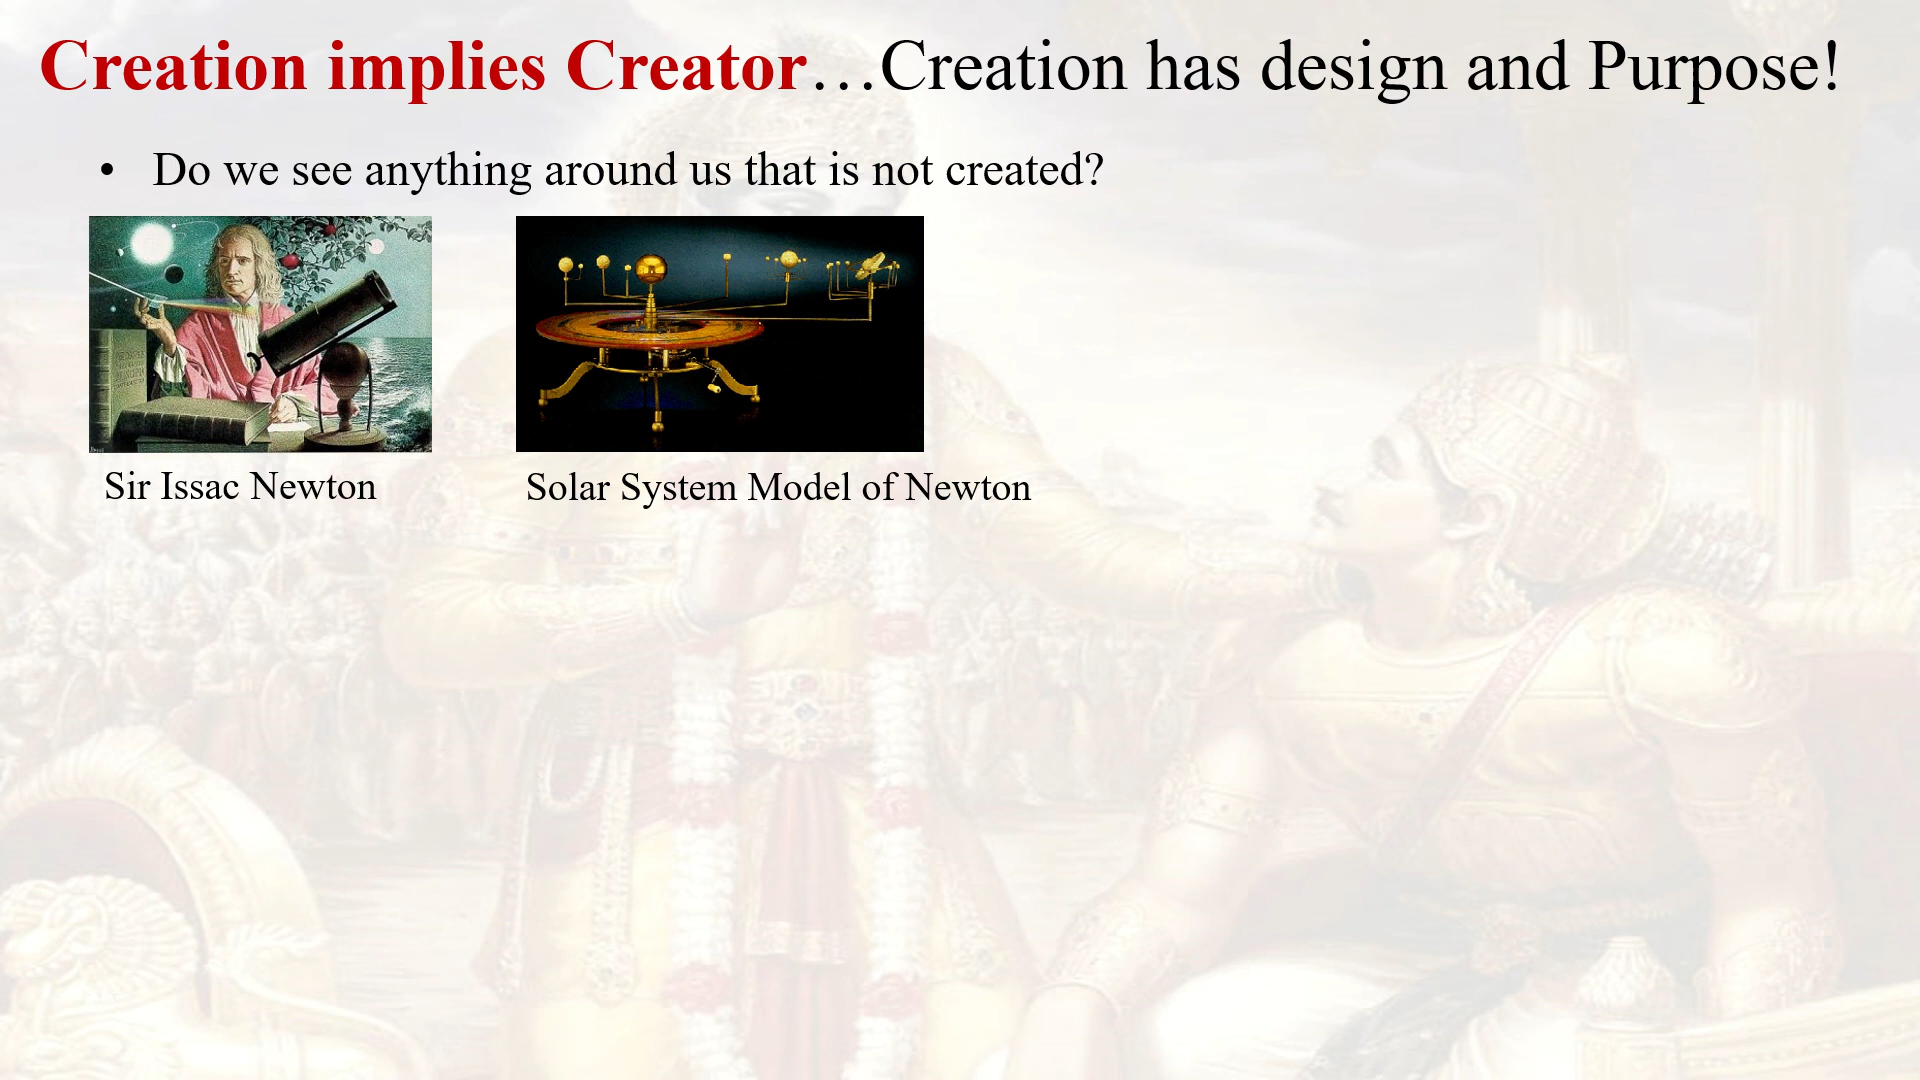 Creation implies Creator…Creation has design and Purpose!
• Do we see anything around us that is not created?
Sir Issac Newton
Solar System Model of Newton